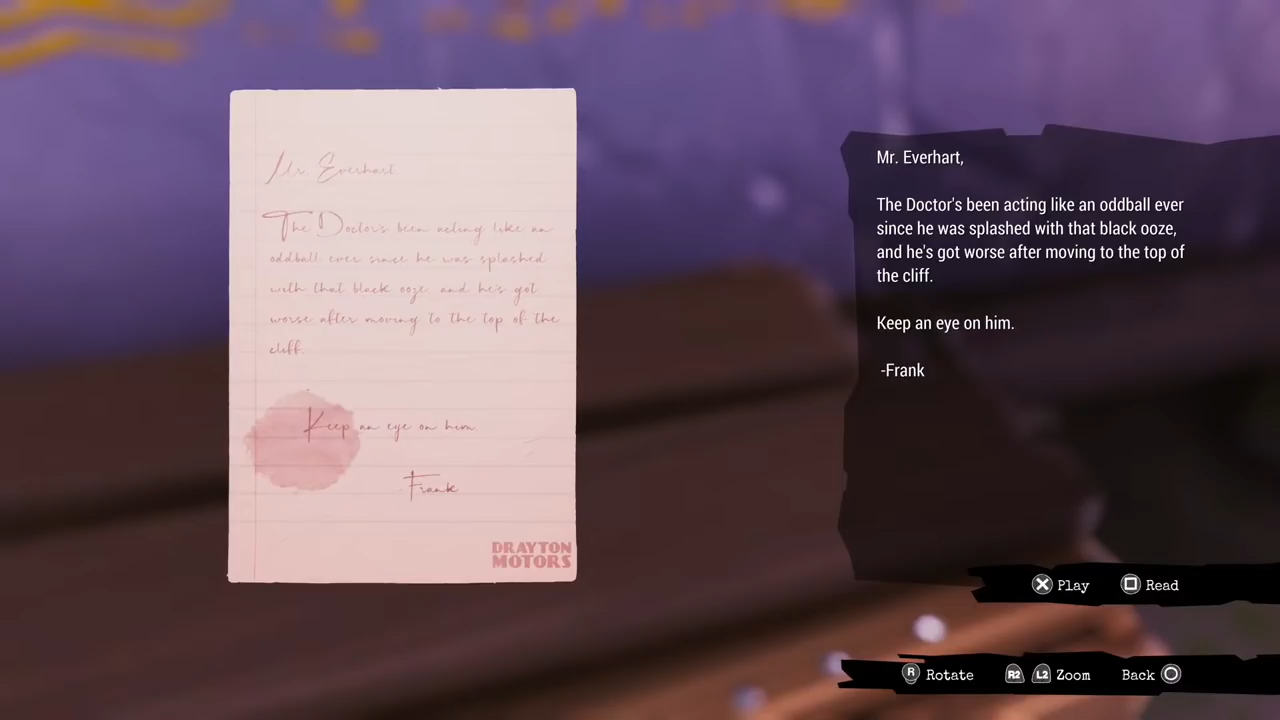 Mr. Everhart
The Doctor's been acting like an
oddball ever since he was splashed
with that black ooze, and he's got
worse after moving to the top of the
cliff.
Keep an eye on him.
-Frank
DRAYTON
MOTORS
Mr. Everhart,
The Doctor's been acting like an oddball ever
since he was splashed with that black ooze,
and he's got worse after moving to the top of
the cliff.
Keep an eye on him.
-Frank
Play
Read
R Rotate
R2 L2 Zoom
Back